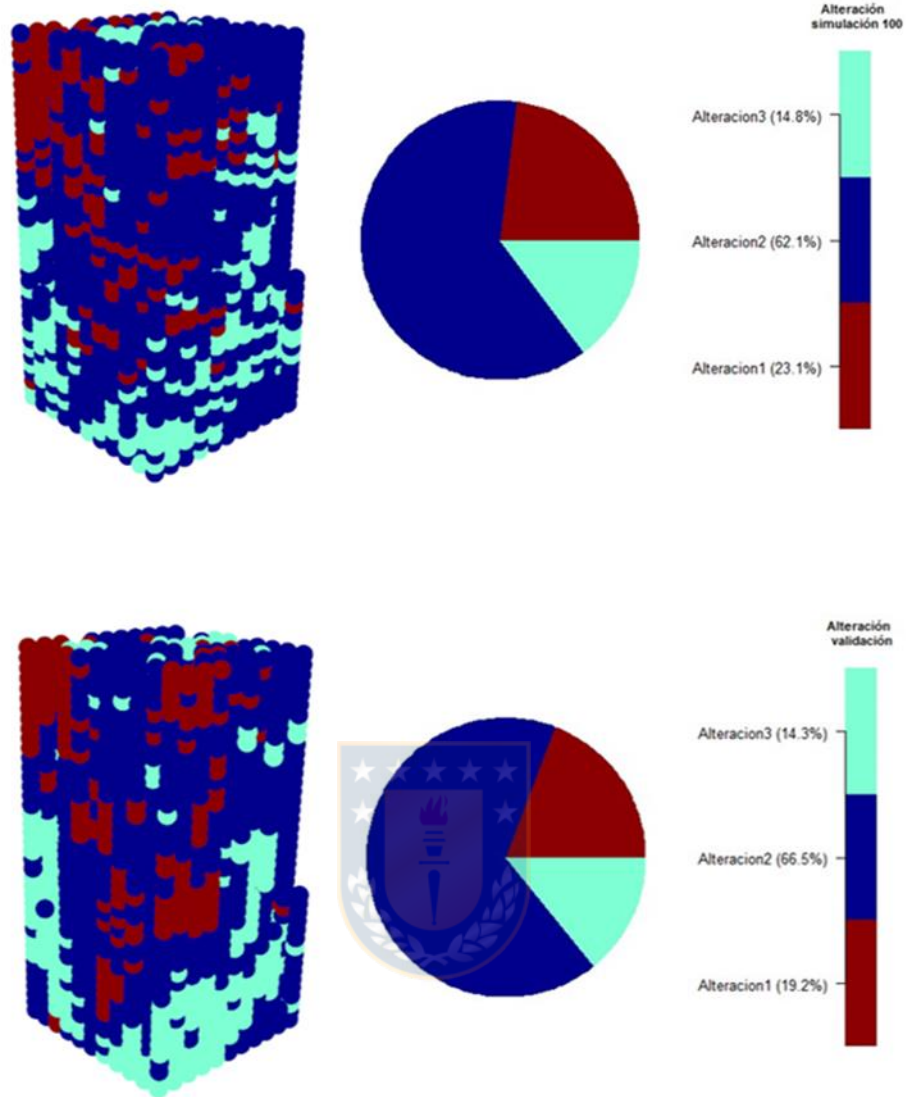 Alteración
simulación 100
Alteracion3 (14.8%)
Alteracion2 (62.1%)
Alteracion1 (23.1%)
Alteración
validación
Alteracion3 (14.3%)
Alteracion2 (66.5%)
Alteracion1 (19.2%)